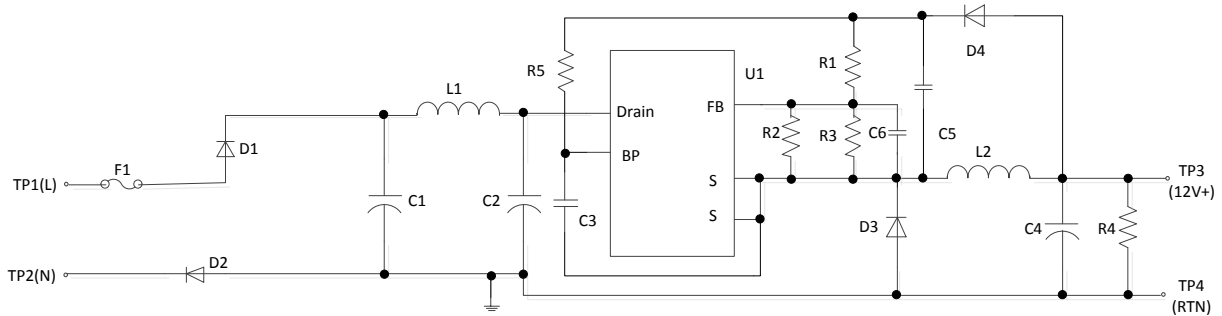 D4
R5
U1
R1
L1
Drain
FB
R2
R3
C6
C5
L2
D1
F1
BP
TP1(L)
S
TP3
(12V+)
C1
C2
C3
S
D3
C4
R4
D2
TP2(N)
TP4
(RTN)